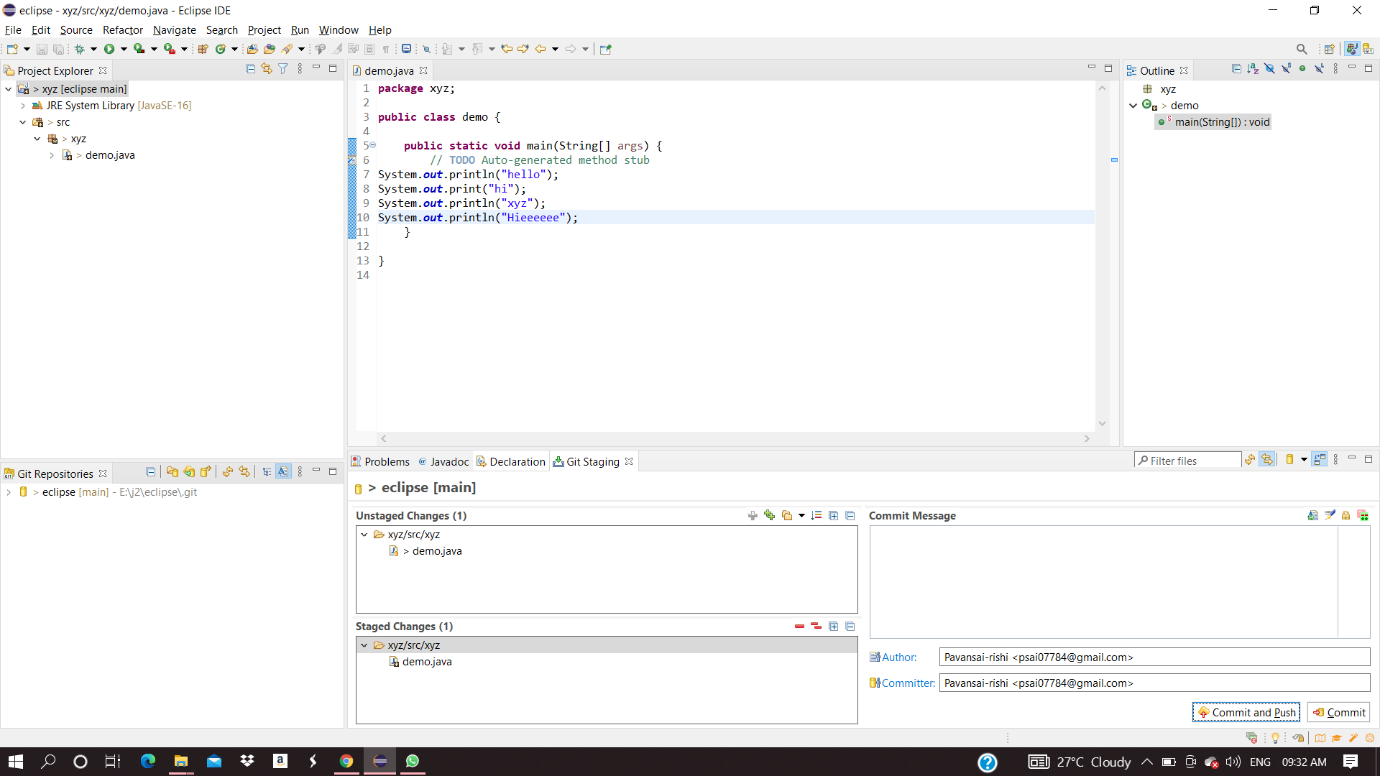 eclipse - xyz/src/xyz/demo.java - Eclipse IDE
File Edit Source Refactor Navigate Search Project Run Window Help
Project Explorer
> xyz [eclipse main]
JRE System Library [JavaSE-16]
> src
> xyz
> demo.java
demo.java
1 package xyz;
2
3 public class demo {
4
5 public static void main(String[] args) {
6 // TODO Auto-generated method stub
7 System.out.println("hello");
8 System.out.print("hi");
9 System.out.println("xyz");
10 System.out.println("Hieeeeee");
11 }
12
13 }
14
Outline
xyz
> demo
main(String[]) : void
Git Repositories
> eclipse [main] - E:\j2\eclipse\.git
Problems Javadoc Declaration Git Staging
Filter files
> eclipse [main]
Unstaged Changes (1)
xyz/src/xyz
> demo.java
Staged Changes (1)
xyz/src/xyz
demo.java
Commit Message
Author: Pavansai-rishi <psai07784@gmail.com>
Committer: Pavansai-rishi <psai07784@gmail.com>
Commit and Push Commit
27°C Cloudy ENG 09:32 AM